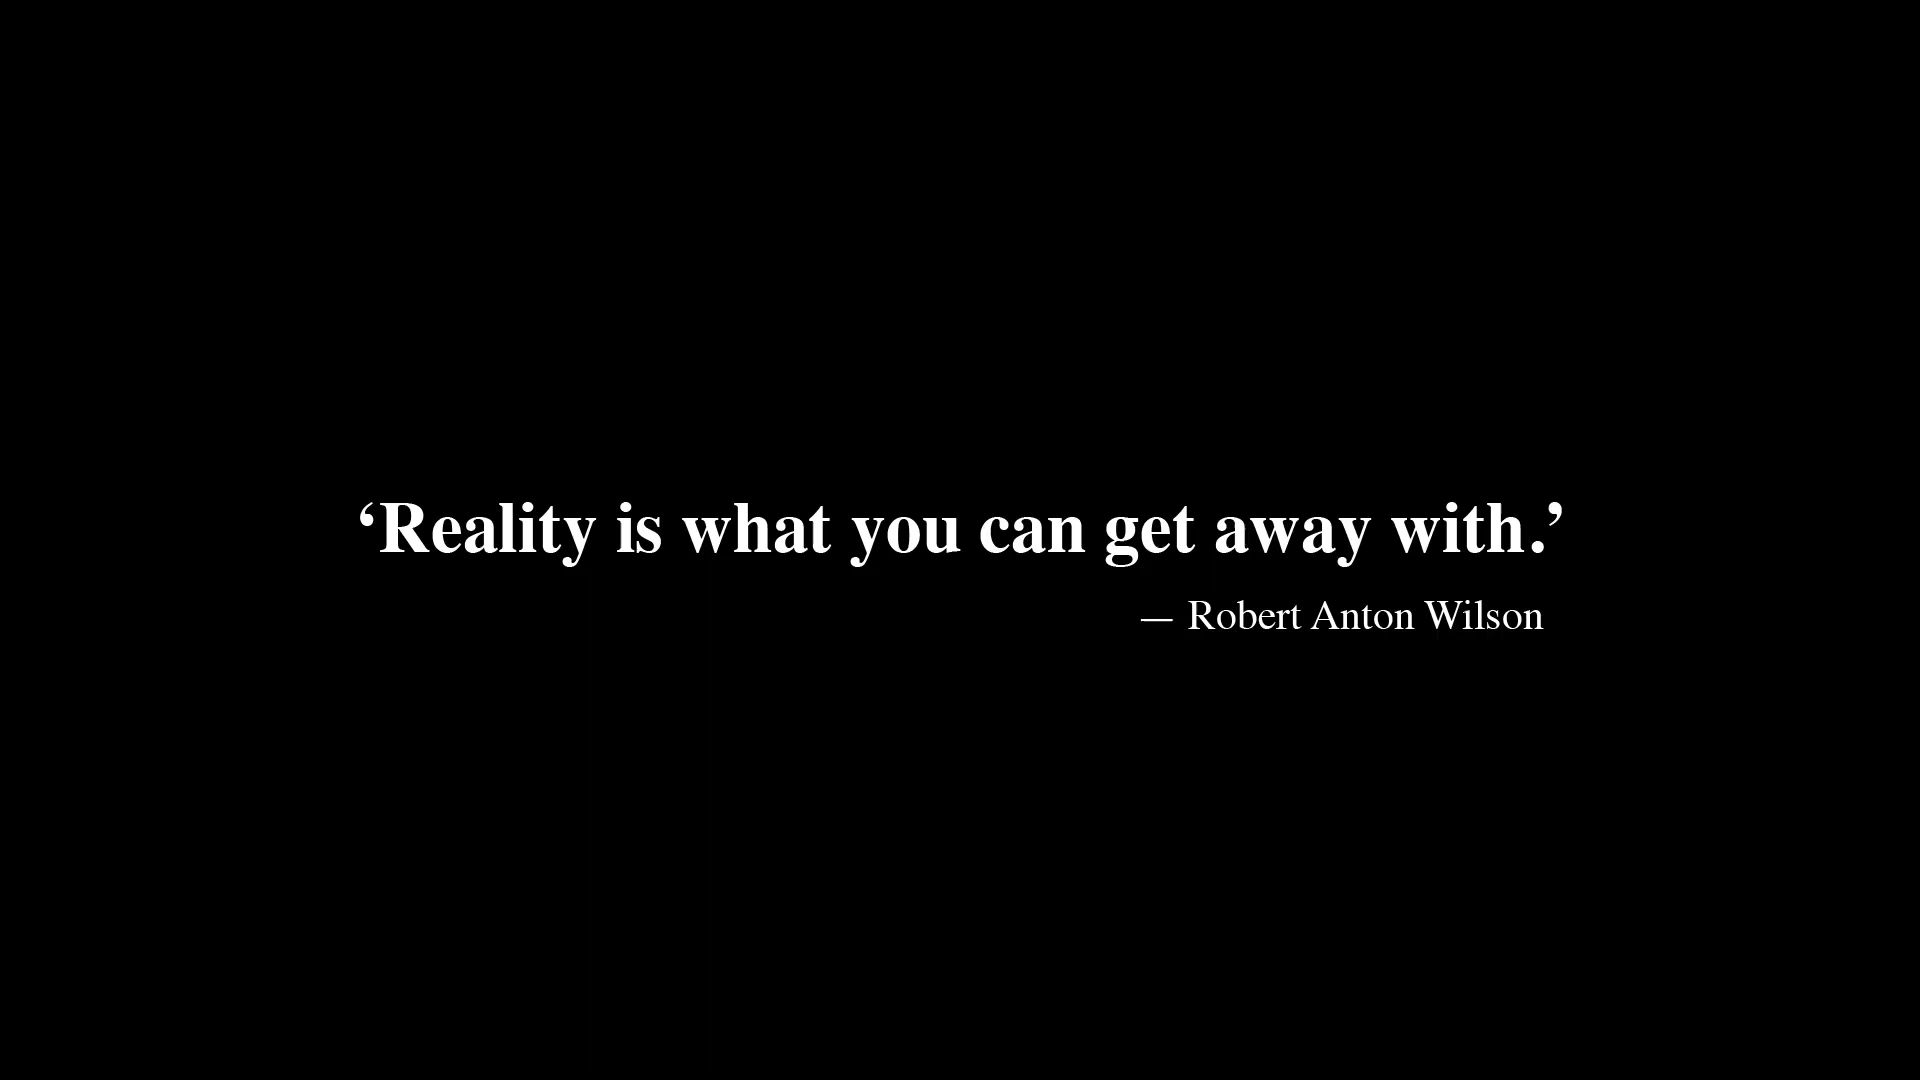 ‘Reality is what you can get away with.’
— Robert Anton Wilson